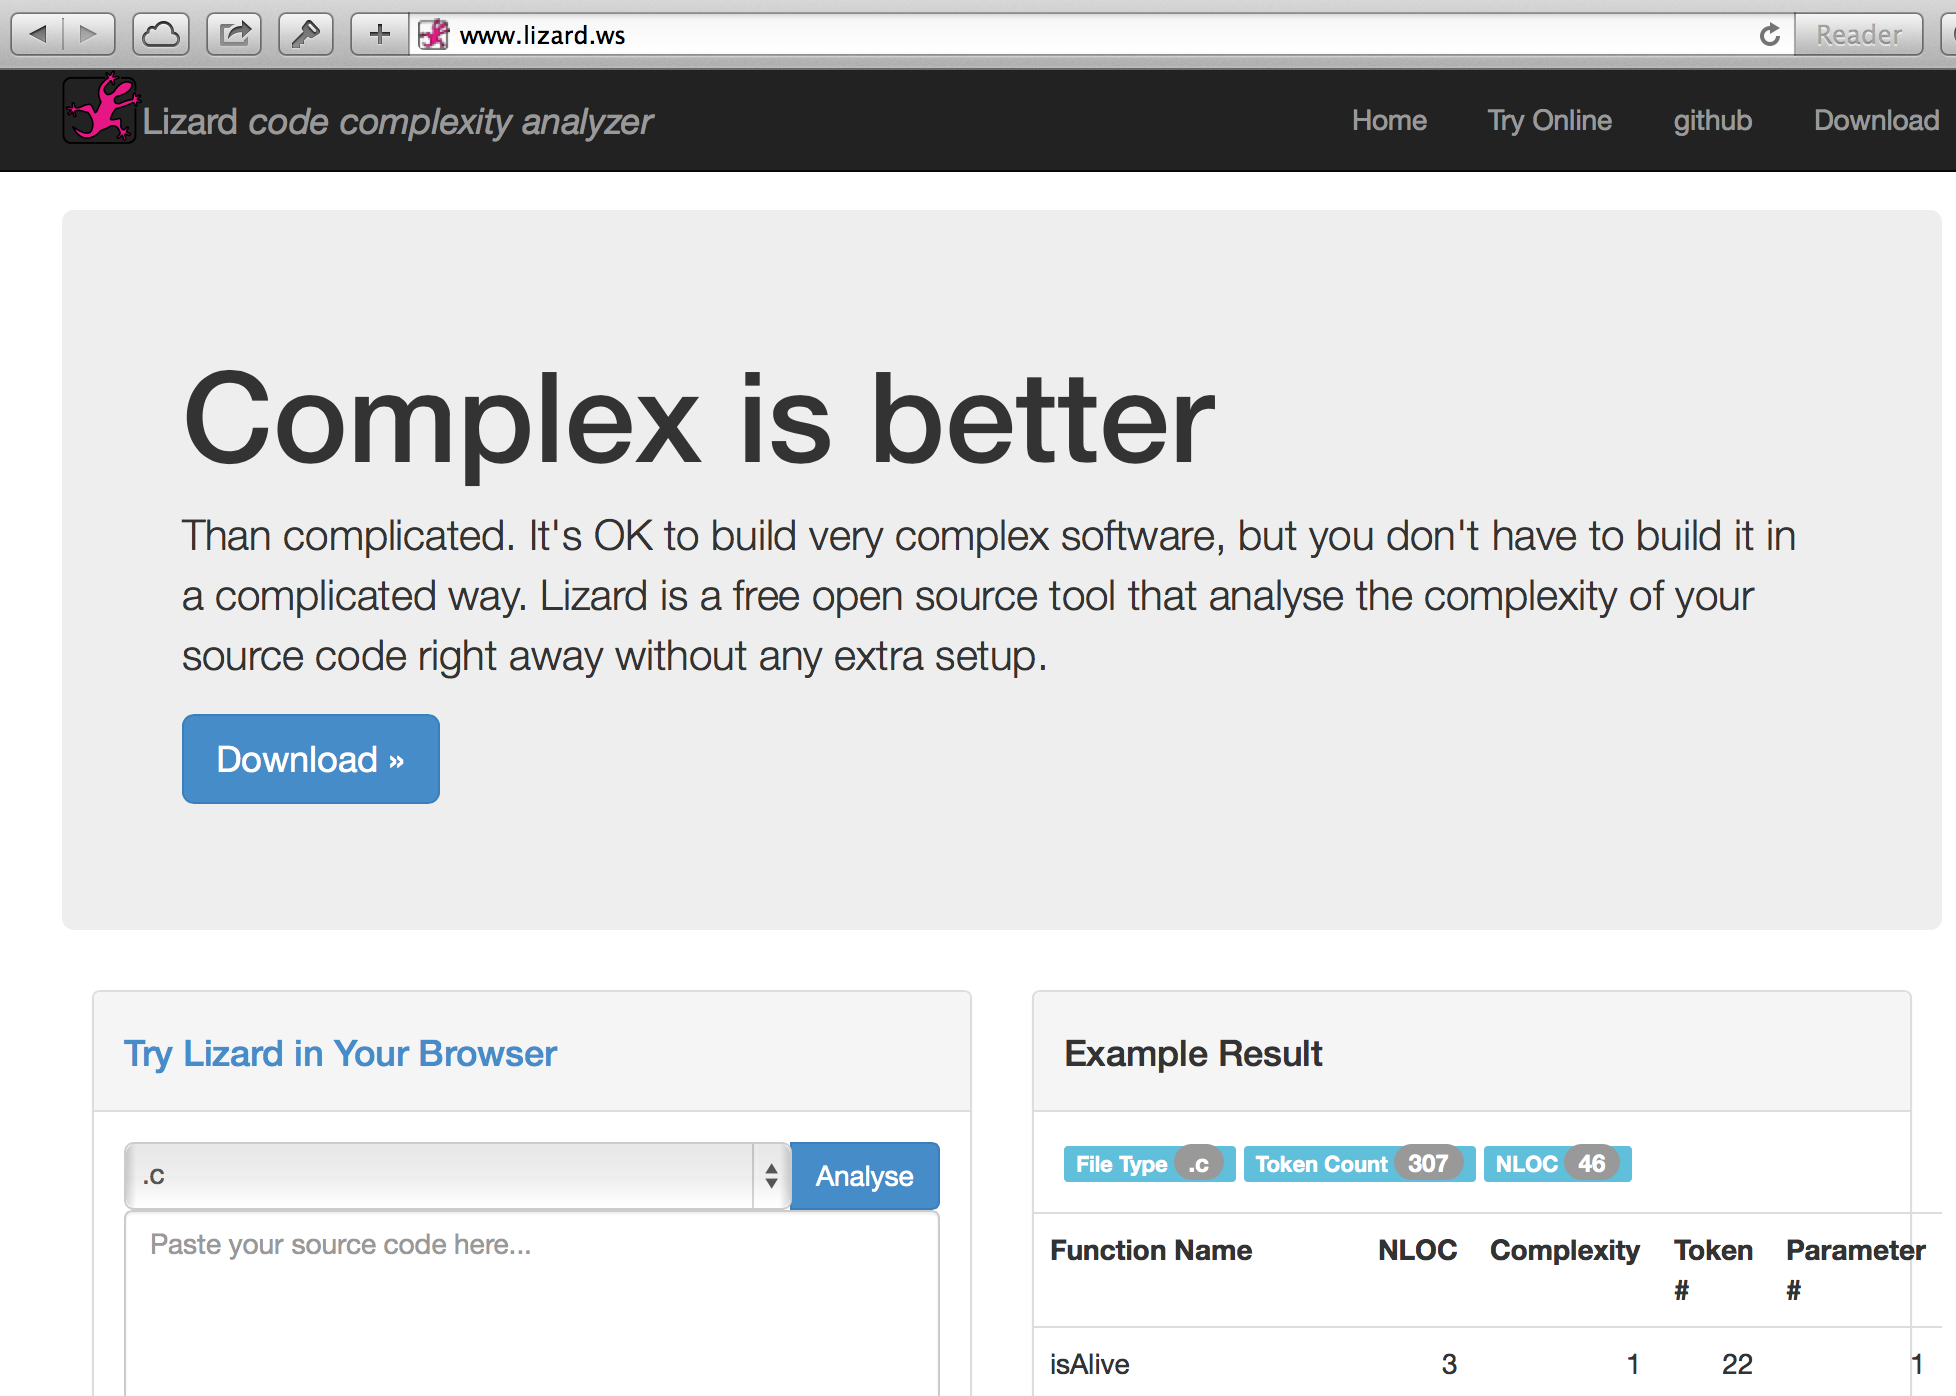 www.lizard.ws
Reader
Lizard code complexity analyzer
Home Try Online github Download
Complex is better
Than complicated. It's OK to build very complex software, but you don't have to build it in
a complicated way. Lizard is a free open source tool that analyse the complexity of your
source code right away without any extra setup.
Download »
Try Lizard in Your Browser
.c
Analyse
Paste your source code here...
Example Result
File Type .c Token Count 307 NLOC 46
Function Name NLOC Complexity Token # Parameter #
isAlive 3 1 22 1